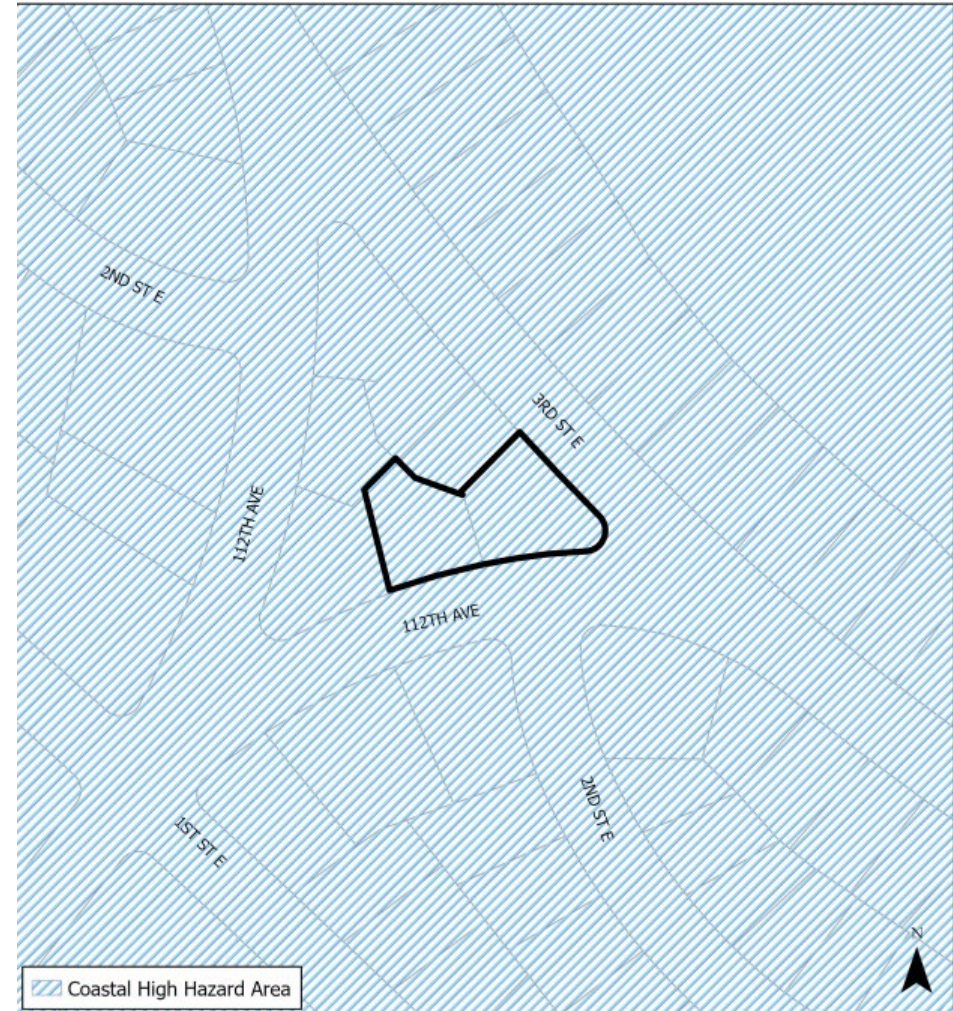 2ND ST E
3RD ST E
112TH AVE
112TH AVE
2ND ST E
1ST ST E
N
Coastal High Hazard Area